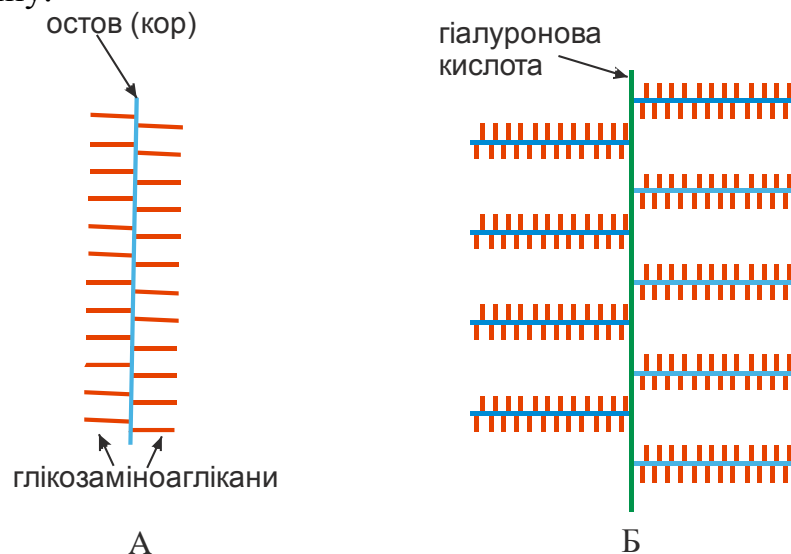 остов (кор)
гіалуронова
кислота
глікозаміноаглікани
А
Б